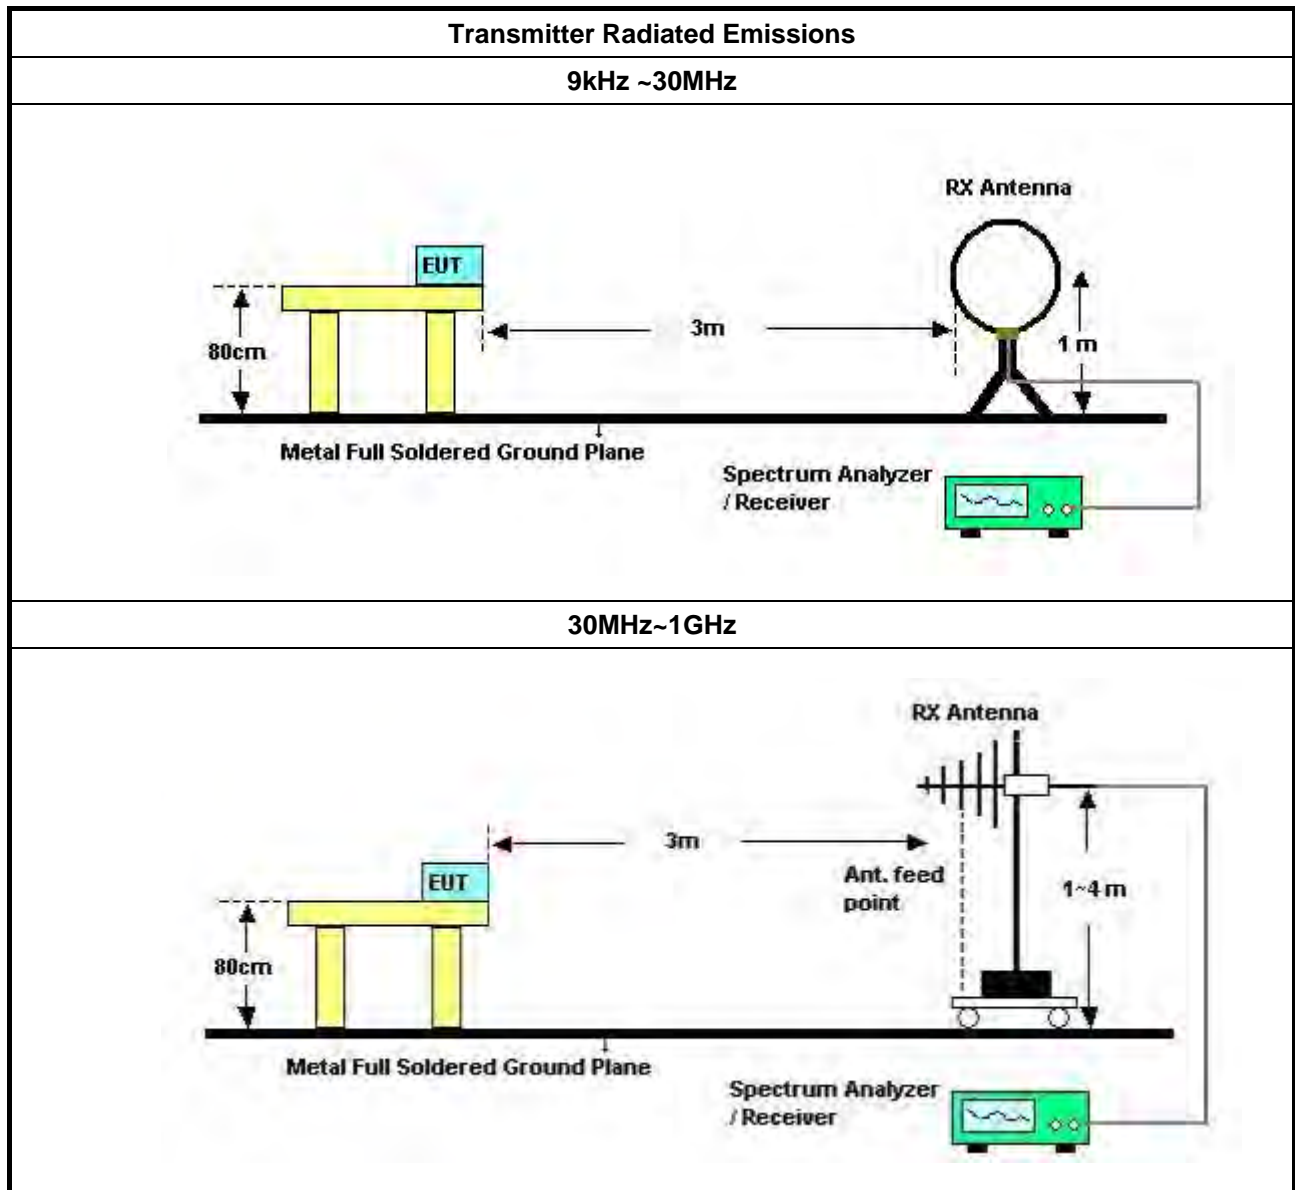 Transmitter Radiated Emissions
9kHz ~30MHz
RX Antenna
EUT
3m
80cm
1 m
Metal Full Soldered Ground Plane
Spectrum Analyzer
/ Receiver
30MHz~1GHz
RX Antenna
3m
EUT
Ant. feed
point
1~4 m
80cm
Metal Full Soldered Ground Plane
Spectrum Analyzer
/ Receiver